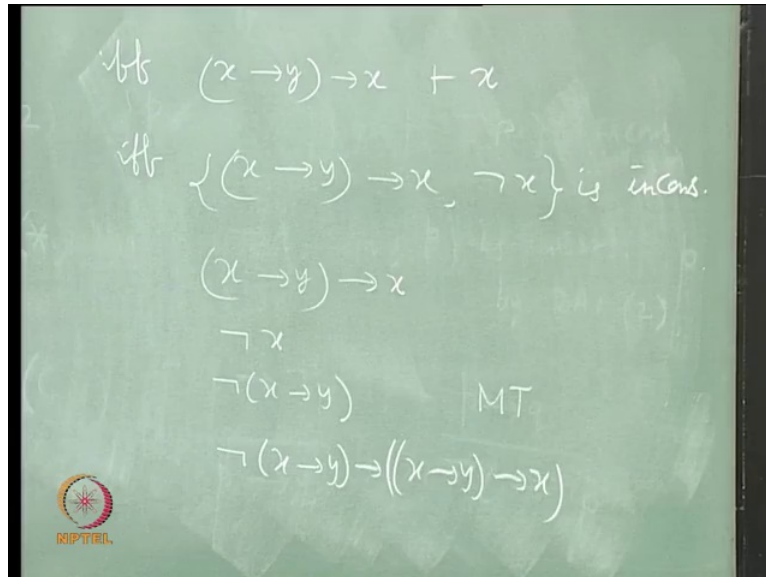 iff (x → y) → x ⊢ x
iff {(x → y) → x, ¬x} is incons.
(x → y) → x
¬x
¬(x → y) MT
¬(x → y) → ((x → y) → x)
NPTEL